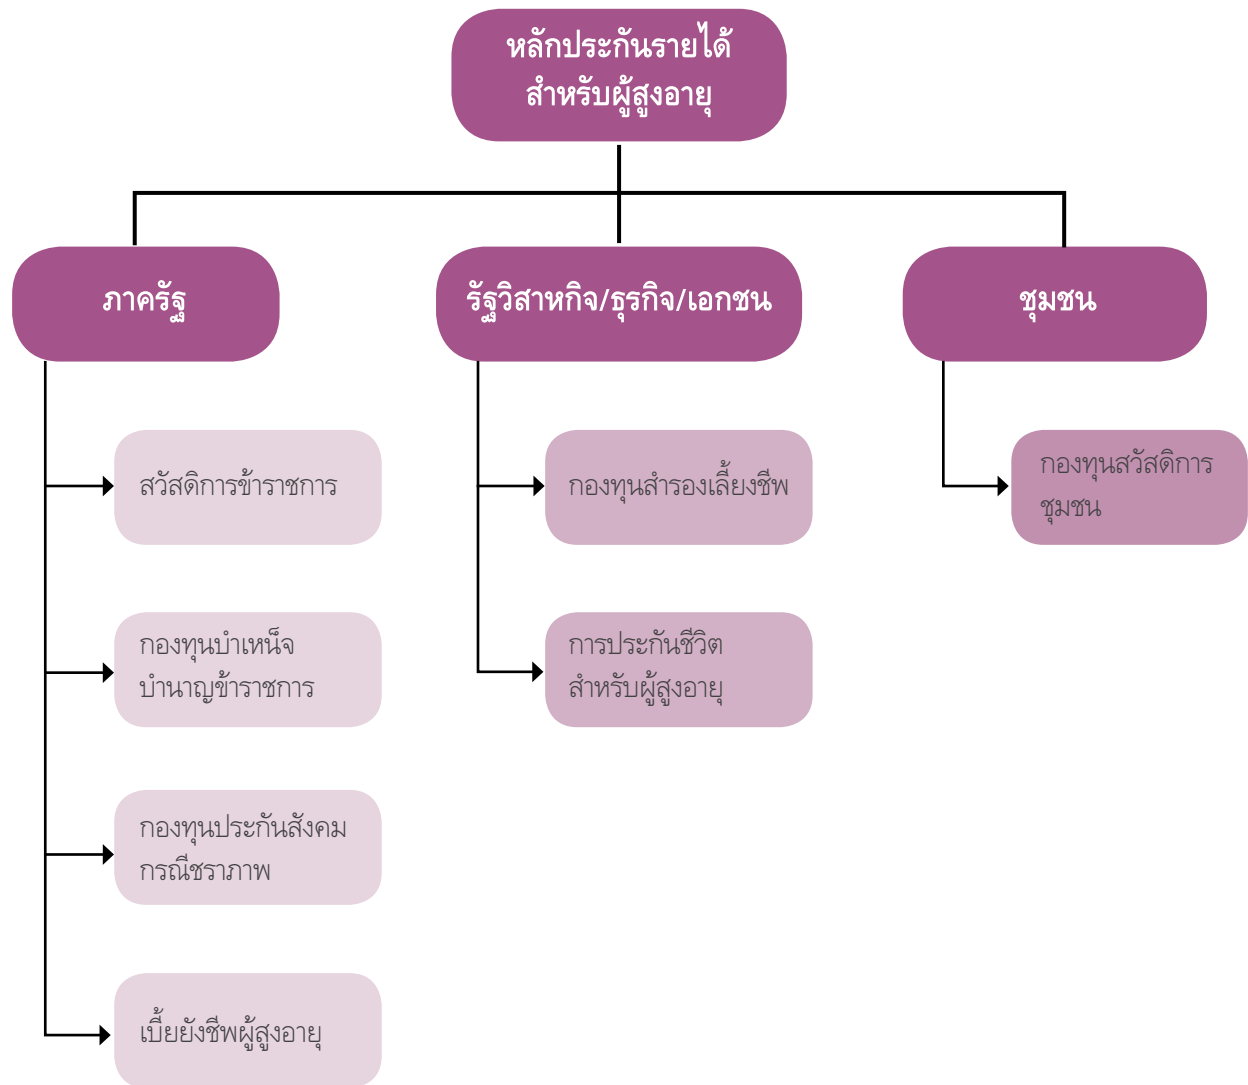 หลักประกันรายได้
สำหรับผู้สูงอายุ
ภาครัฐ
รัฐวิสาหกิจ/ธุรกิจ/เอกชน
ชุมชน
สวัสดิการข้าราชการ
กองทุนบำเหน็จ
บำนาญข้าราชการ
กองทุนประกันสังคม
กรณีชราภาพ
เบี้ยยังชีพผู้สูงอายุ
กองทุนสำรองเลี้ยงชีพ
การประกันชีวิต
สำหรับผู้สูงอายุ
กองทุนสวัสดิการ
ชุมชน